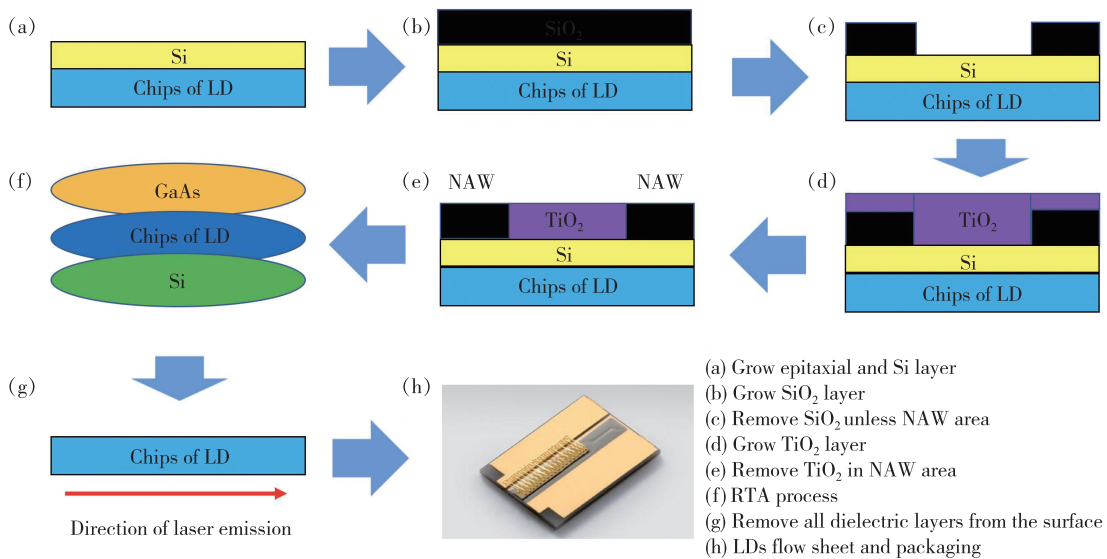 (a)
Si
Chips of LD
(b)
SiO₂
Si
Chips of LD
(c)
Si
Chips of LD
(f)
GaAs
Chips of LD
Si
(e)
NAW
NAW
TiO₂
Si
Chips of LD
(d)
TiO₂
Si
Chips of LD
(g)
Chips of LD
Direction of laser emission
(h)
(a) Grow epitaxial and Si layer
(b) Grow SiO₂ layer
(c) Remove SiO₂ unless NAW area
(d) Grow TiO₂ layer
(e) Remove TiO₂ in NAW area
(f) RTA process
(g) Remove all dielectric layers from the surface
(h) LDs flow sheet and packaging